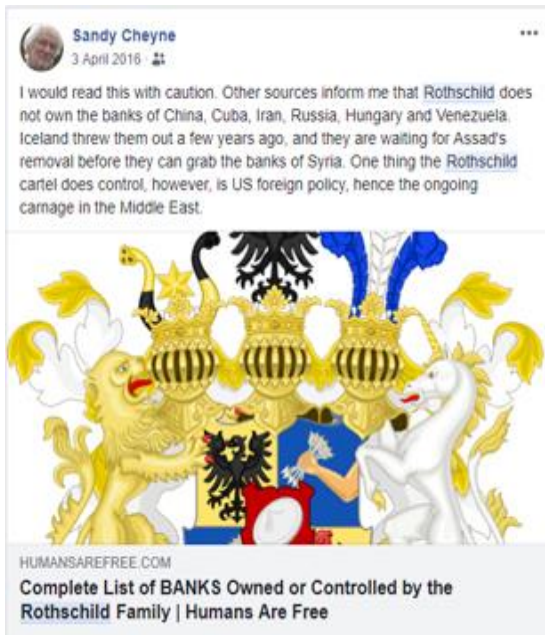 Sandy Cheyne
3 April 2016 ·
I would read this with caution. Other sources inform me that Rothschild does
not own the banks of China, Cuba, Iran, Russia, Hungary and Venezuela.
Iceland threw them out a few years ago, and they are waiting for Assad's
removal before they can grab the banks of Syria. One thing the Rothschild
cartel does control, however, is US foreign policy, hence the ongoing
carnage in the Middle East.
HUMANSAREFREE.COM
Complete List of BANKS Owned or Controlled by the
Rothschild Family | Humans Are Free